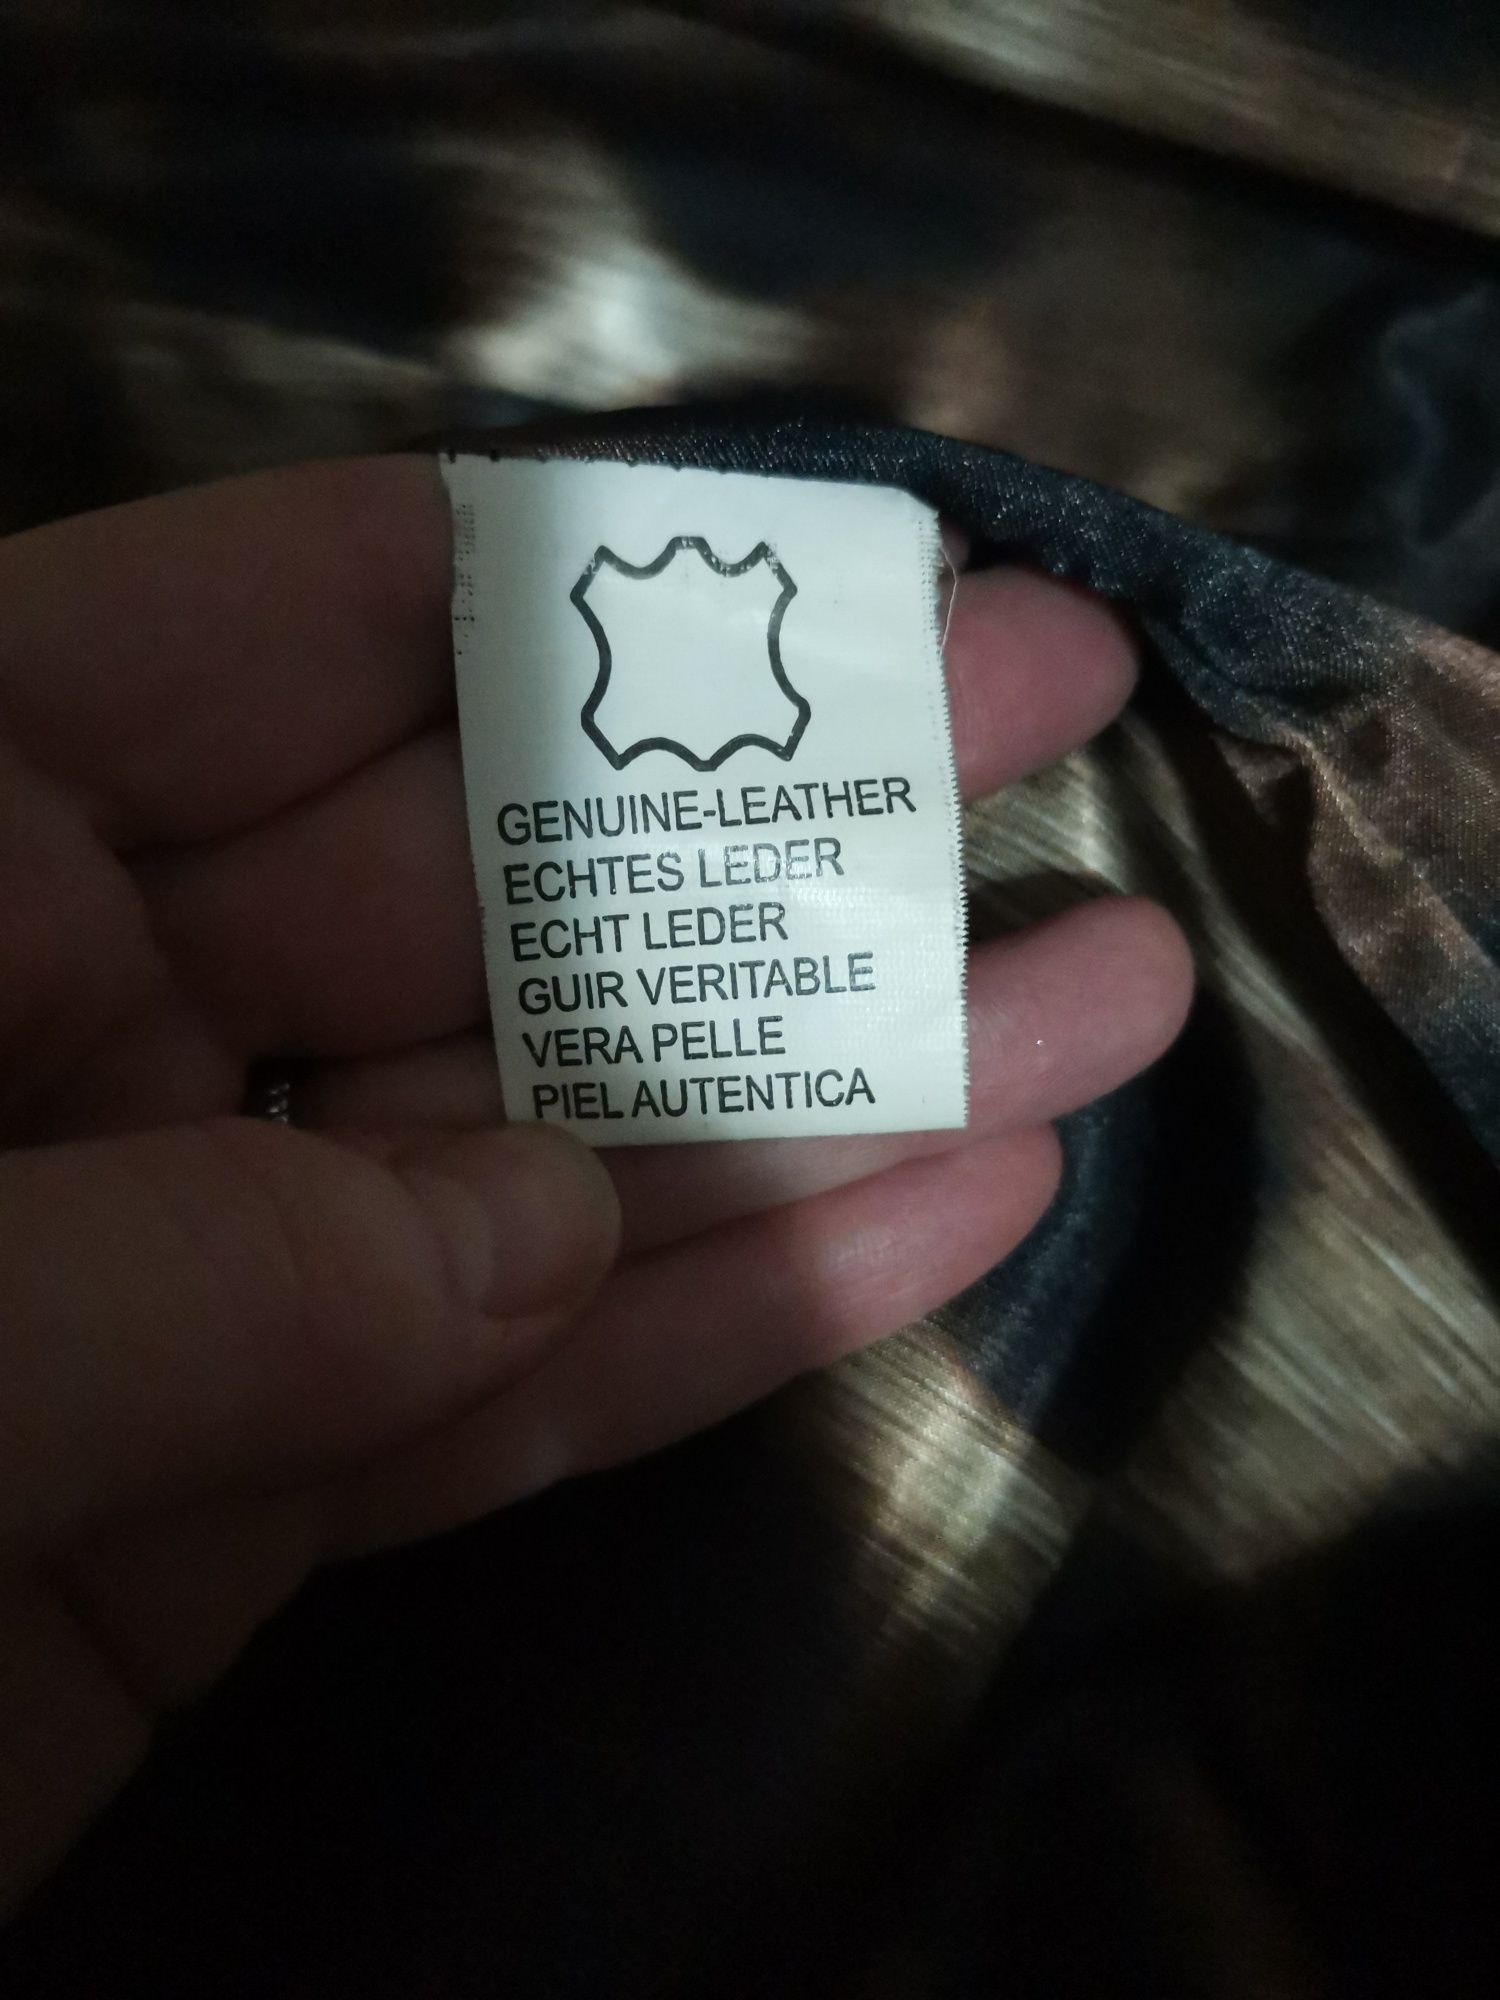 GENUINE-LEATHER
ECHTES LEDER
ECHT LEDER
GUIR VERITABLE
VERA PELLE
PIEL AUTENTICA